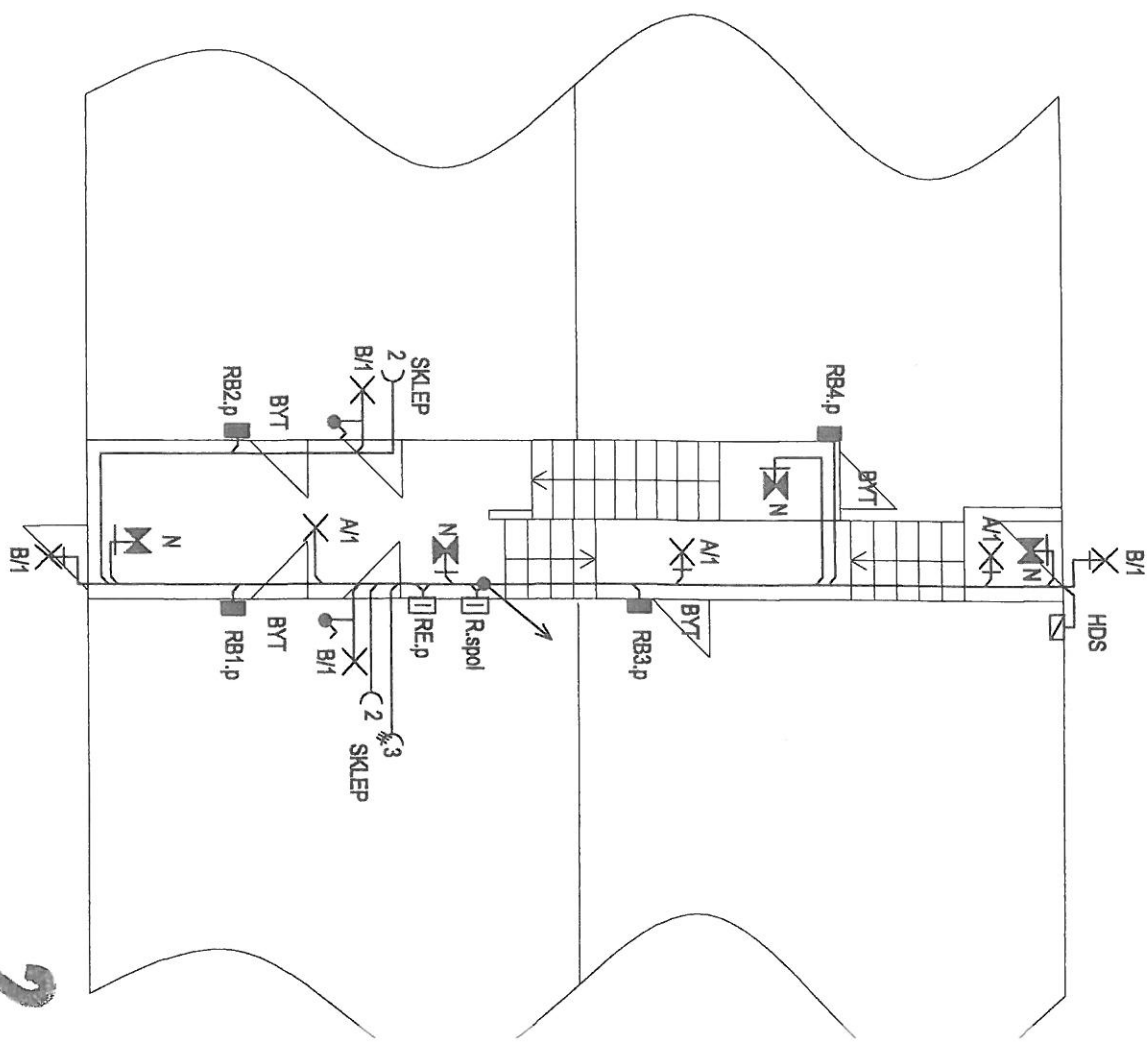 B/1
HDS
N
A/1
BYT
RB4.p
N
A/1
BYT
RB3.p
SKLEP
2
B/1
BYT
RB2.p
N
R.spol
RE.p
A/1
3
2
SKLEP
B/1
BYT
RB1.p
N
B/1
2